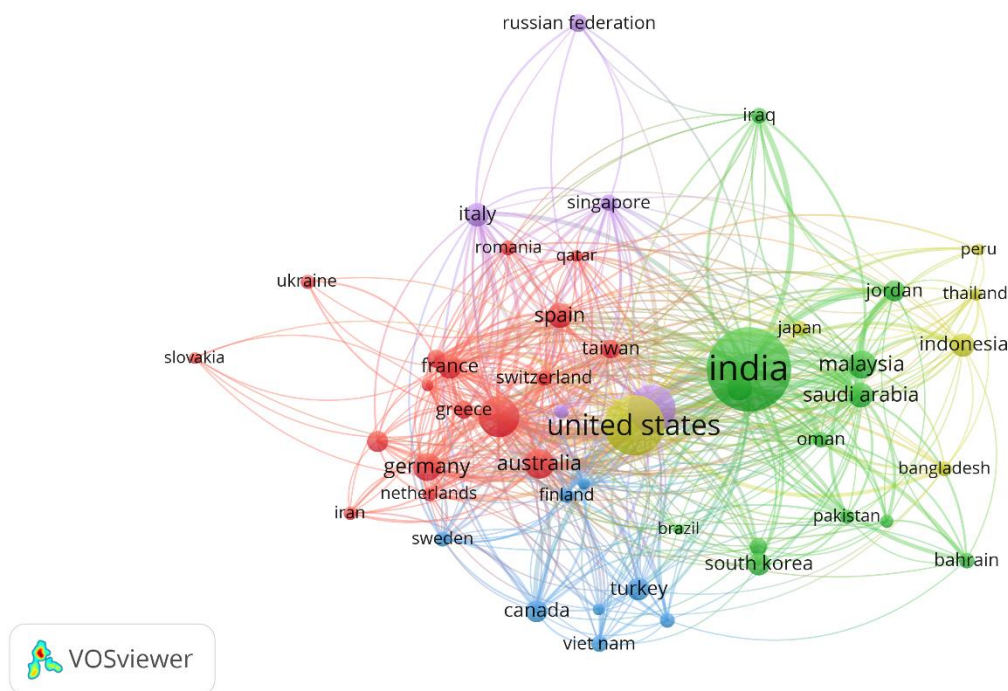 russian federation
iraq
singapore
italy
romania
qatar
peru
ukraine
jordan
thailand
spain
japan
indonesia
taiwan
slovakia
france
india
malaysia
switzerland
saudi arabia
greece
united states
oman
germany
australia
bangladesh
netherlands
finland
iran
pakistan
brazil
sweden
south korea
bahrain
turkey
canada
viet nam
VOSviewer